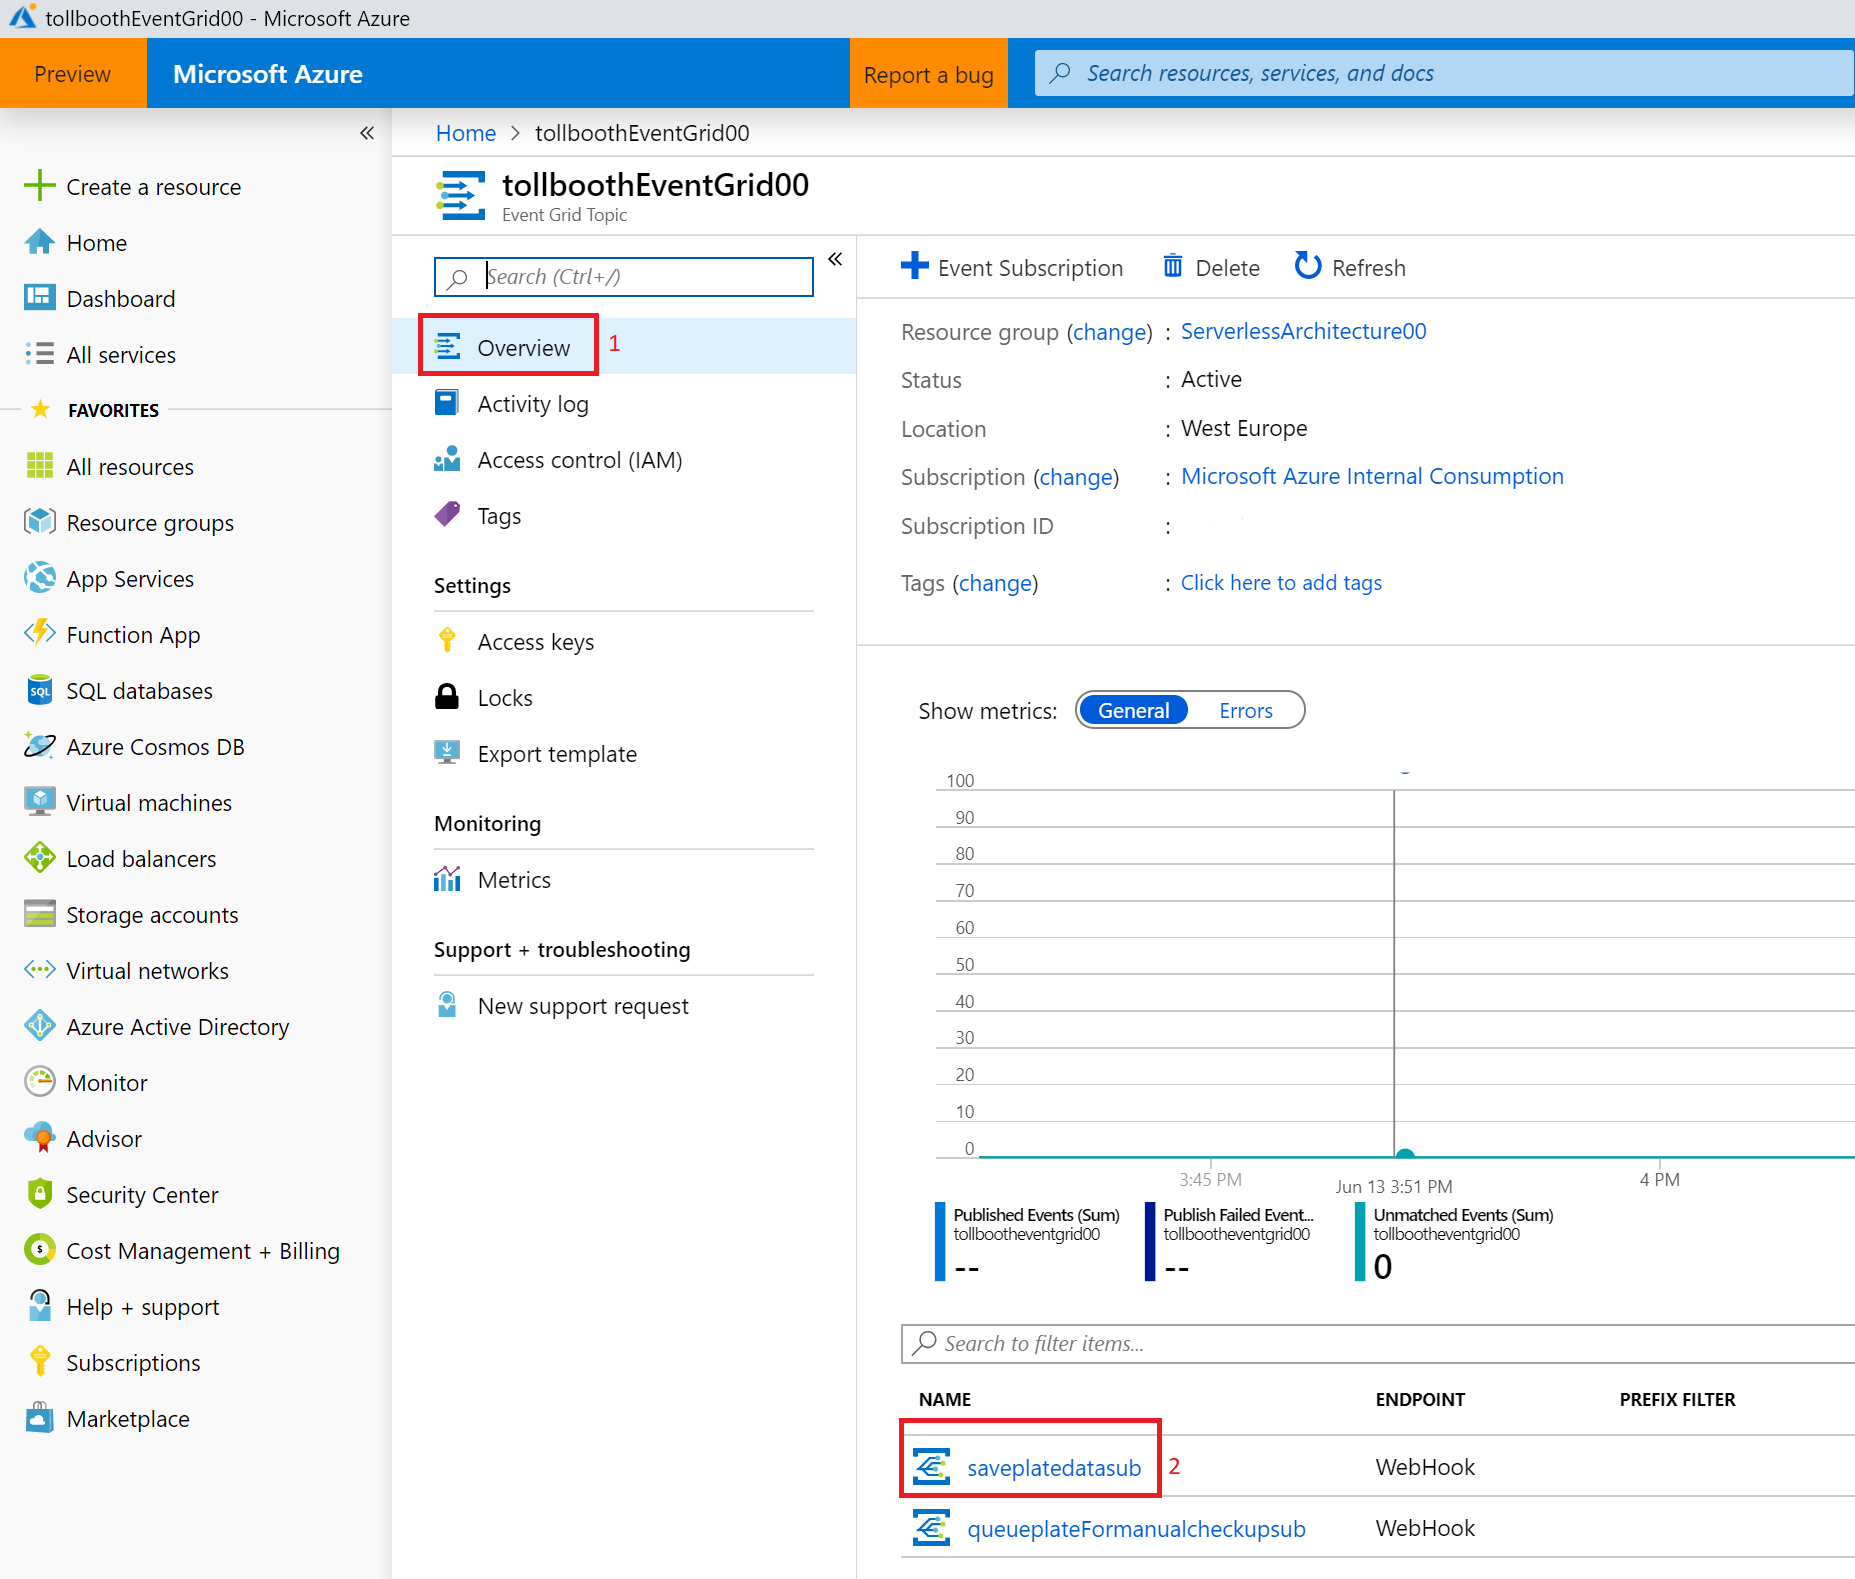 tollboothEventGrid00 - Microsoft Azure
Preview
Microsoft Azure
Report a bug
Search resources, services, and docs
Create a resource
Home
Dashboard
All services
FAVORITES
All resources
Resource groups
App Services
Function App
SQL databases
Azure Cosmos DB
Virtual machines
Load balancers
Storage accounts
Virtual networks
Azure Active Directory
Monitor
Advisor
Security Center
Cost Management + Billing
Help + support
Subscriptions
Marketplace
Home > tollboothEventGrid00
tollboothEventGrid00
Event Grid Topic
Search (Ctrl+/)
Overview 1
Activity log
Access control (IAM)
Tags
Settings
Access keys
Locks
Export template
Monitoring
Metrics
Support + troubleshooting
New support request
Event Subscription Delete Refresh
Resource group (change) : ServerlessArchitecture00
Status : Active
Location : West Europe
Subscription (change) : Microsoft Azure Internal Consumption
Subscription ID :
Tags (change) : Click here to add tags
Show metrics: General Errors
100
90
80
70
60
50
40
30
20
10
0
3:45 PM Jun 13 3:51 PM 4 PM
Published Events (Sum)
tollbootheventgrid00
--
Publish Failed Event...
tollbootheventgrid00
--
Unmatched Events (Sum)
tollbootheventgrid00
0
Search to filter items...
NAME ENDPOINT PREFIX FILTER
saveplatedatasub 2 WebHook
queueplateFormanualcheckupsub WebHook